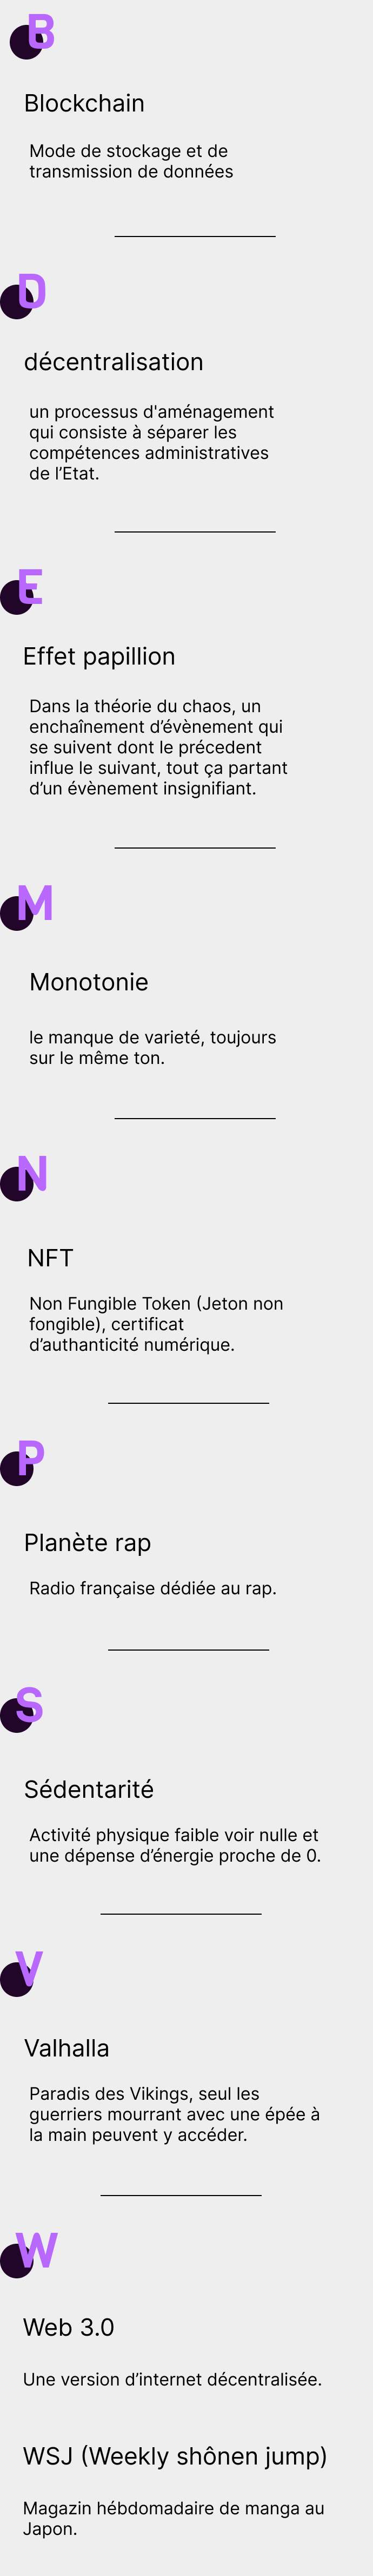 B
Blockchain
Mode de stockage et de
transmission de données
D
décentralisation
un processus d'aménagement
qui consiste à séparer les
compétences administratives
de l’Etat.
E
Effet papillion
Dans la théorie du chaos, un
enchaînement d’évènement qui
se suivent dont le précedent
influe le suivant, tout ça partant
d’un évènement insignifiant.
M
Monotonie
le manque de varieté, toujours
sur le même ton.
N
NFT
Non Fungible Token (Jeton non
fongible), certificat
d’authanticité numérique.
P
Planète rap
Radio française dédiée au rap.
S
Sédentarité
Activité physique faible voir nulle et
une dépense d’énergie proche de 0.
V
Valhalla
Paradis des Vikings, seul les
guerriers mourrant avec une épée à
la main peuvent y accéder.
W
Web 3.0
Une version d’internet décentralisée.
WSJ (Weekly shônen jump)
Magazin hébdomadaire de manga au
Japon.